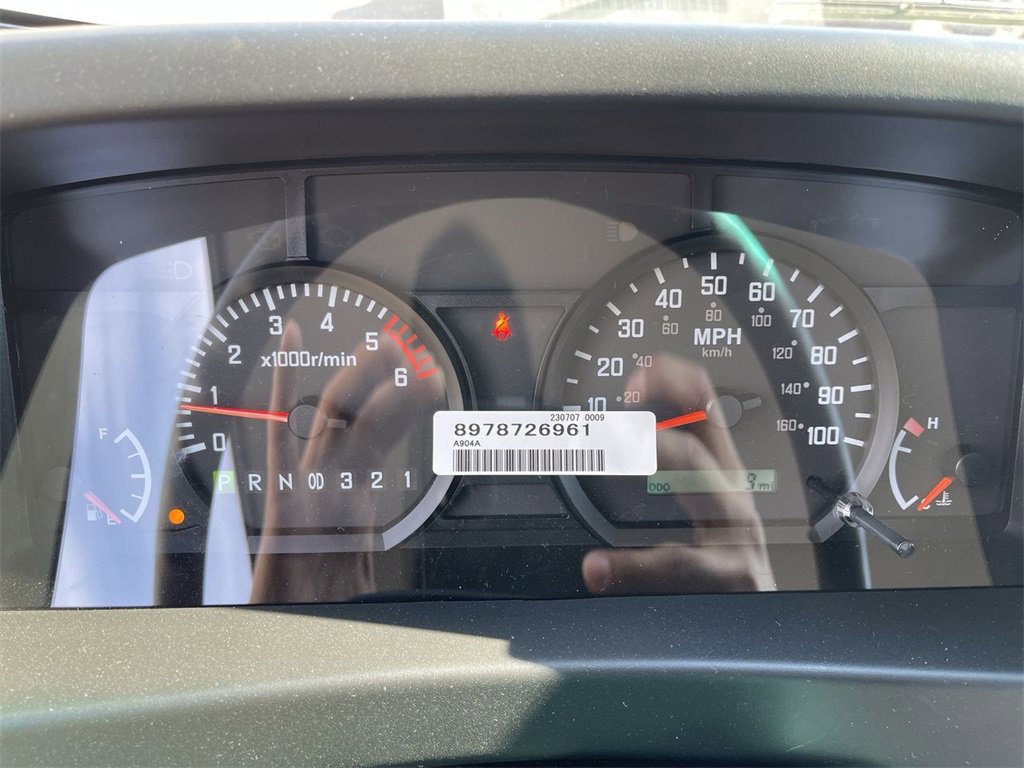 3 4
2 5
x1000r/min
1 6
0
P R N OD 3 2 1
F
E
230707 0009
8978726961
A904A
50
40 60
80
60 100
30 MPH 70
km/h
20 40 120 80
10 20 140 90
160 100
ODO 9 mi
H
C